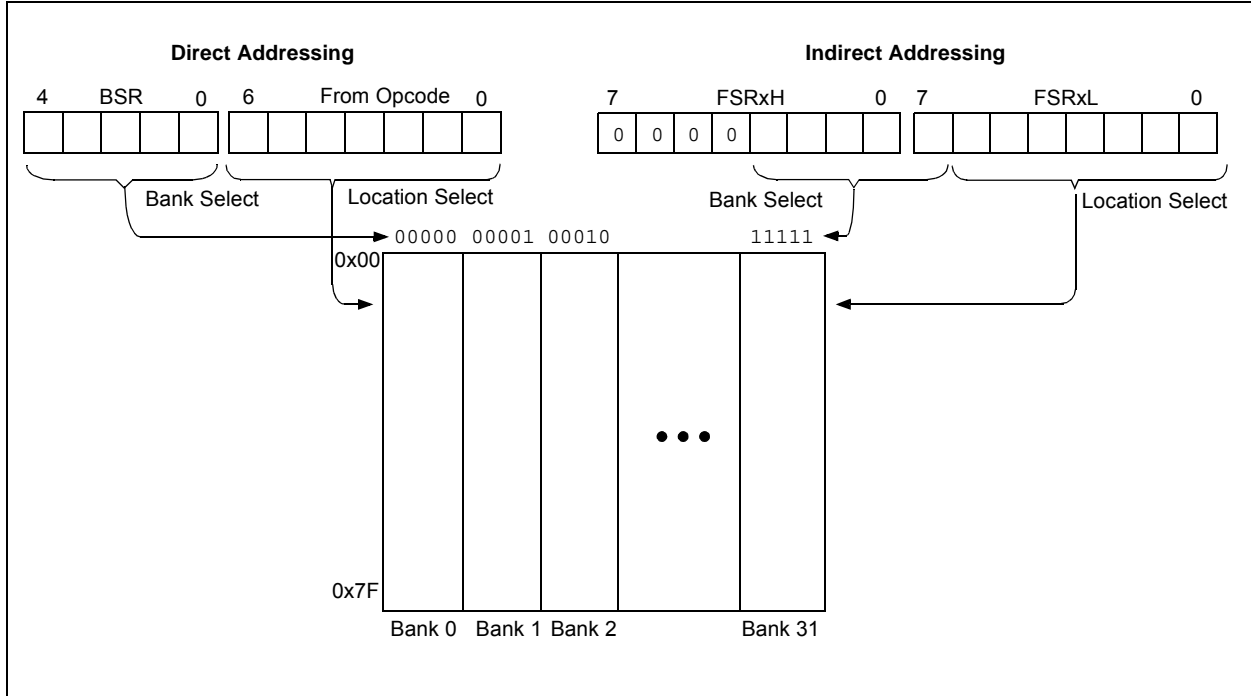 Direct Addressing
Indirect Addressing
4 BSR 0 6 From Opcode 0
7 FSRxH 0 7 FSRxL 0
0 0 0 0
Bank Select Location Select
Bank Select Location Select
00000 00001 00010 11111
0x00
0x7F
Bank 0 Bank 1 Bank 2 Bank 31